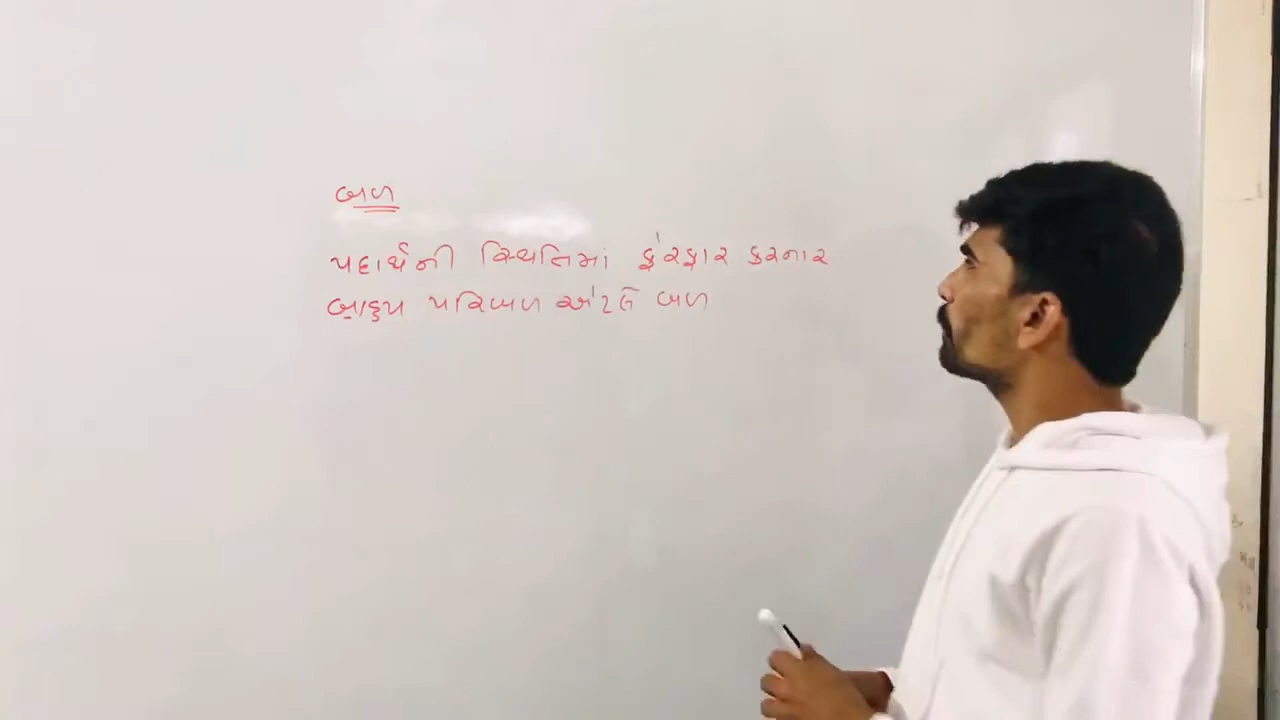 બળ
પદાર્થની સ્થિતિમાં ફેરફાર કરનાર
બાહ્ય પરિબળ એટલે બળ